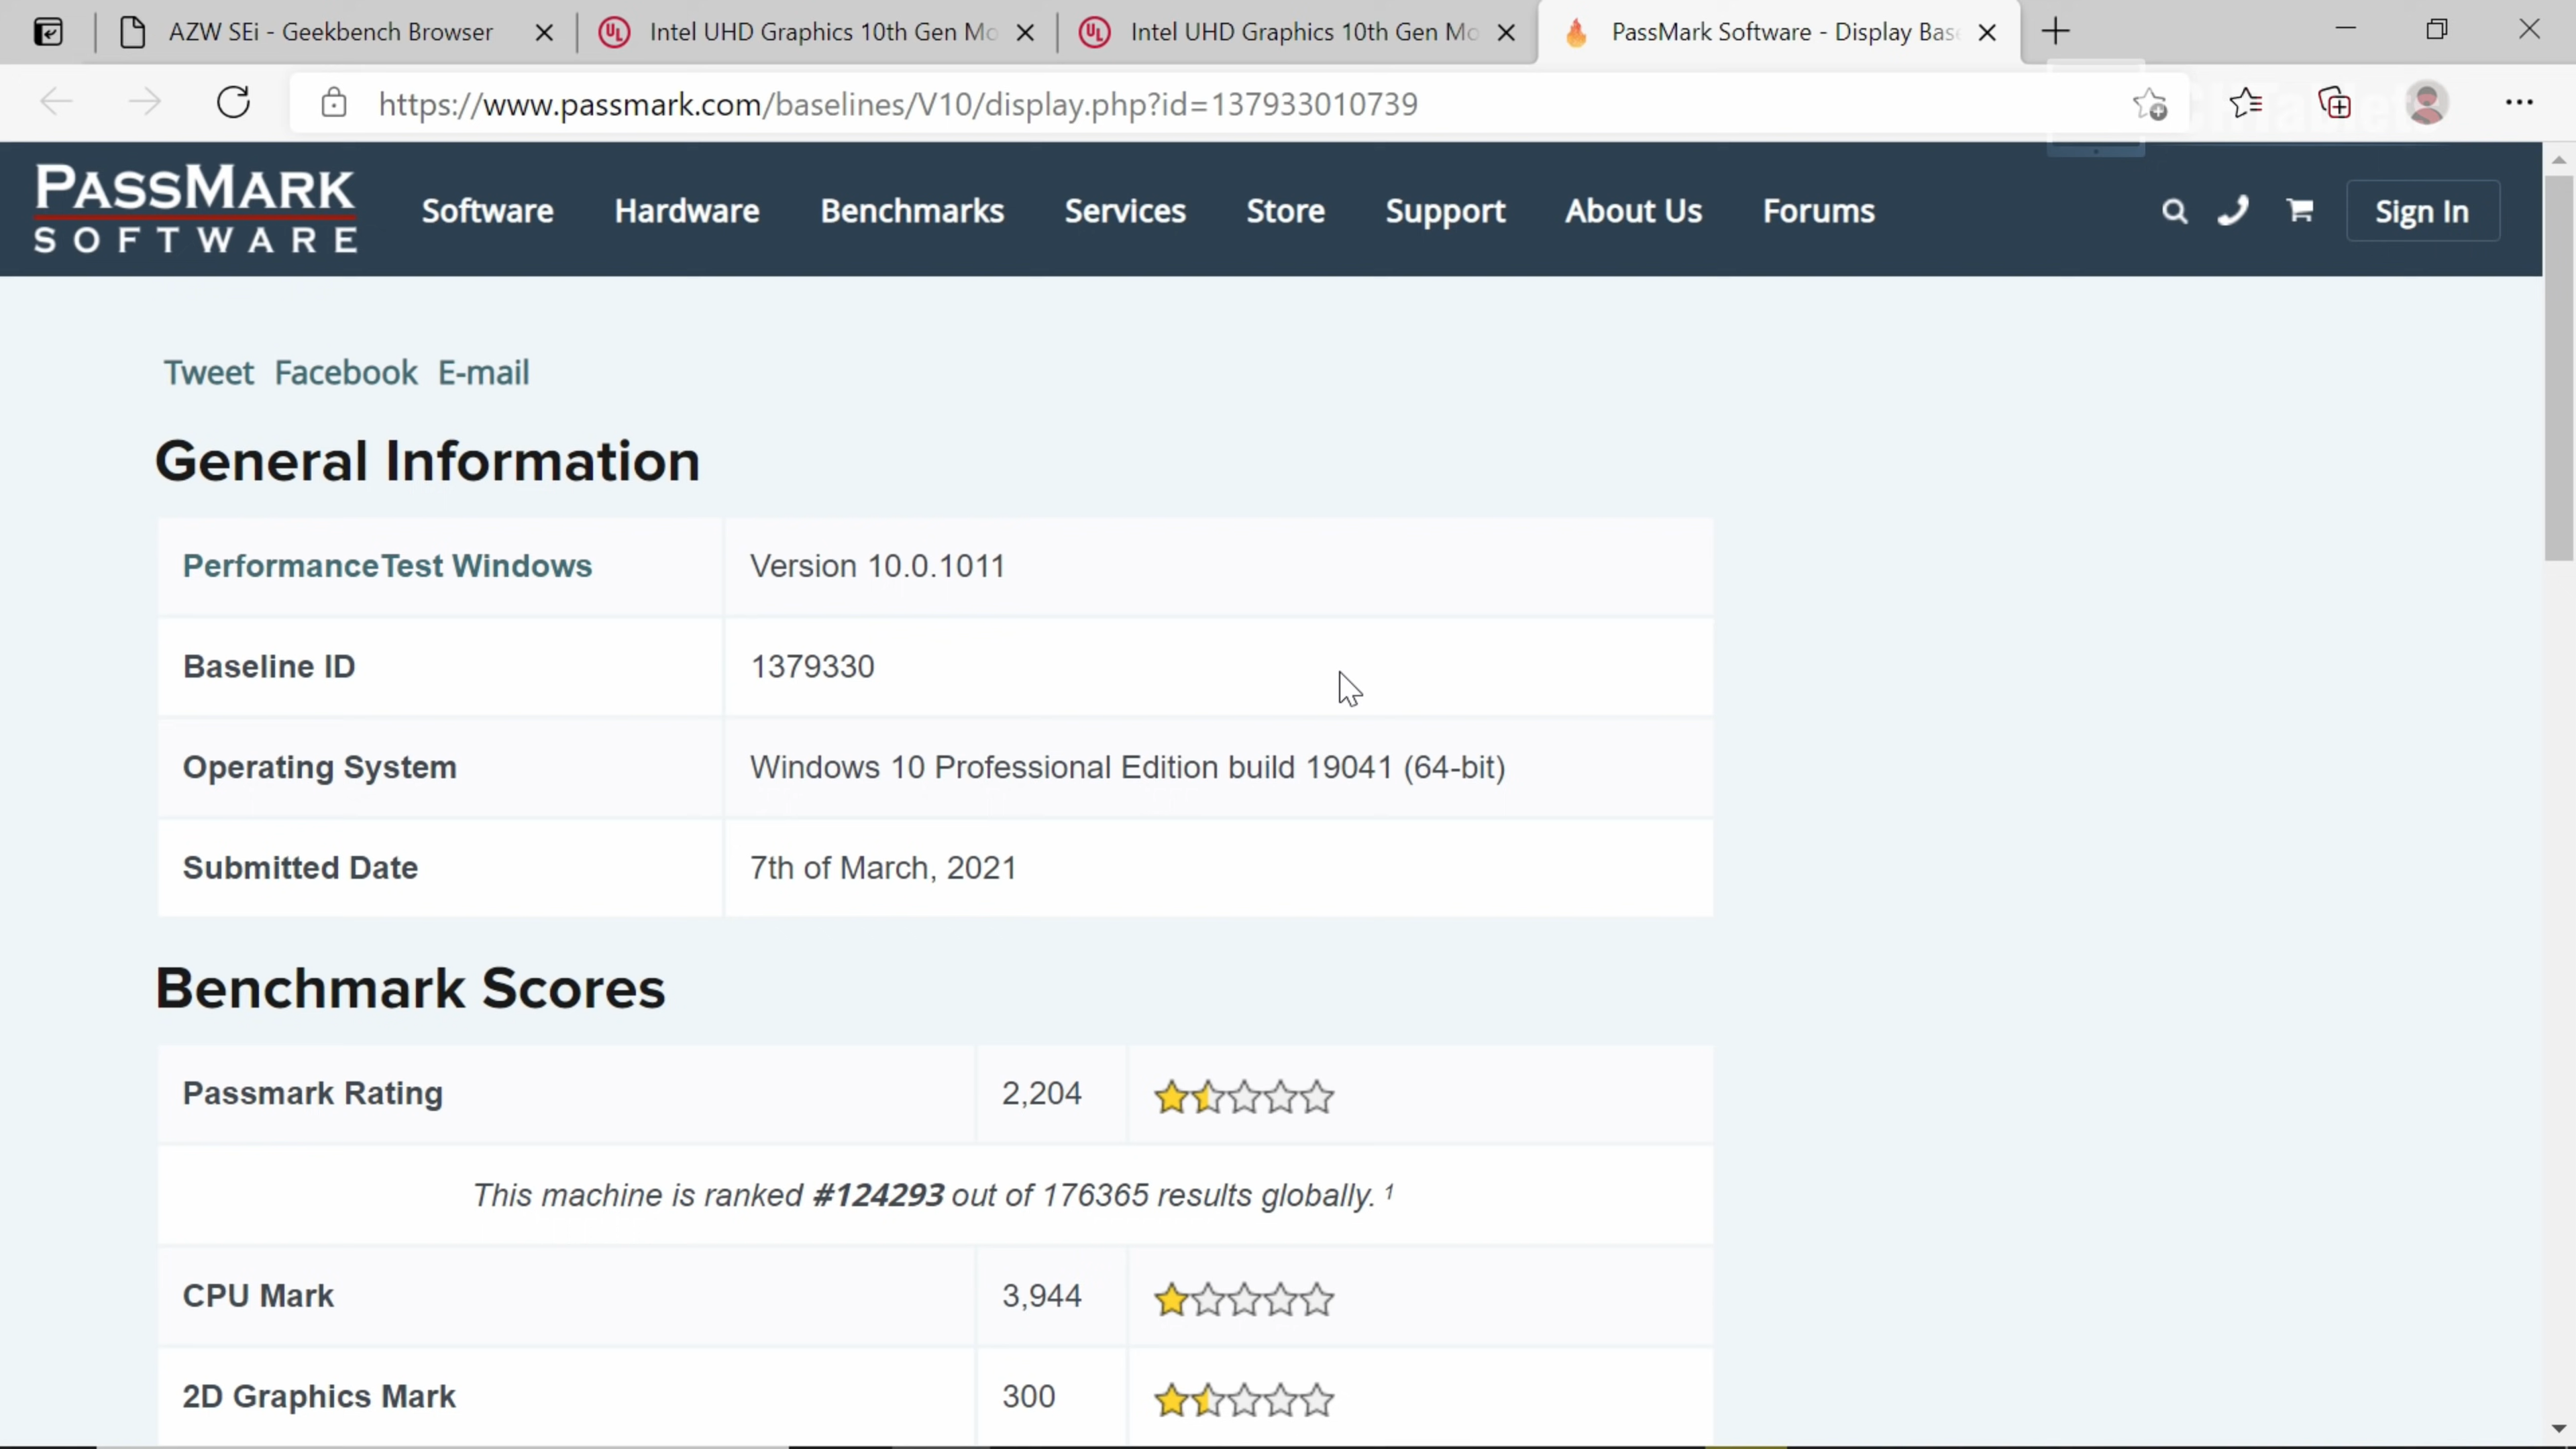 AZW SEi - Geekbench Browser
Intel UHD Graphics 10th Gen Mo
Intel UHD Graphics 10th Gen Mo
PassMark Software - Display Bas
https://www.passmark.com/baselines/V10/display.php?id=137933010739
PASSMARK
SOFTWARE
Software Hardware Benchmarks Services Store Support About Us Forums
Sign In
Tweet Facebook E-mail
General Information
PerformanceTest Windows Version 10.0.1011
Baseline ID 1379330
Operating System Windows 10 Professional Edition build 19041 (64-bit)
Submitted Date 7th of March, 2021
Benchmark Scores
Passmark Rating 2,204
This machine is ranked #124293 out of 176365 results globally. 1
CPU Mark 3,944
2D Graphics Mark 300